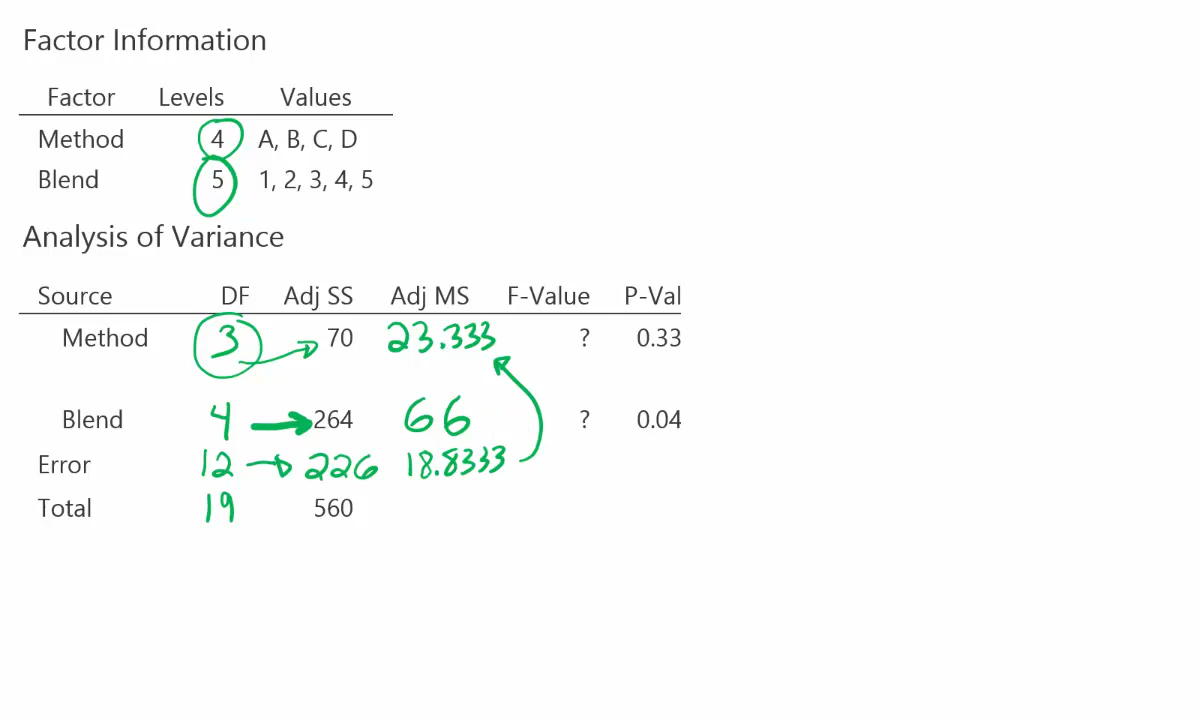 Factor Information
Factor Levels Values
Method 4 A, B, C, D
Blend 5 1, 2, 3, 4, 5
Analysis of Variance
Source DF Adj SS Adj MS F-Value P-Val
Method 3 70 23.333 ? 0.33
Blend 4 264 66 ? 0.04
Error 12 226 18.8333
Total 19 560